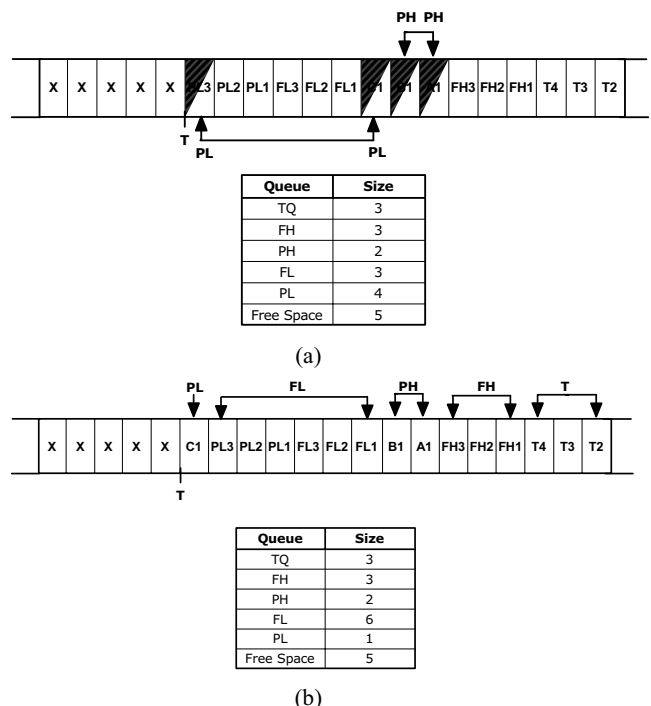 PH PH
X X X X X PL3 PL2 PL1 FL3 FL2 FL1 C1 B1 A1 FH3 FH2 FH1 T4 T3 T2
T PL PL
Queue Size
TQ 3
FH 3
PH 2
FL 3
PL 4
Free Space 5
(a)
PL FL PH FH T
X X X X X C1 PL3 PL2 PL1 FL3 FL2 FL1 B1 A1 FH3 FH2 FH1 T4 T3 T2
T
Queue Size
TQ 3
FH 3
PH 2
FL 6
PL 1
Free Space 5
(b)